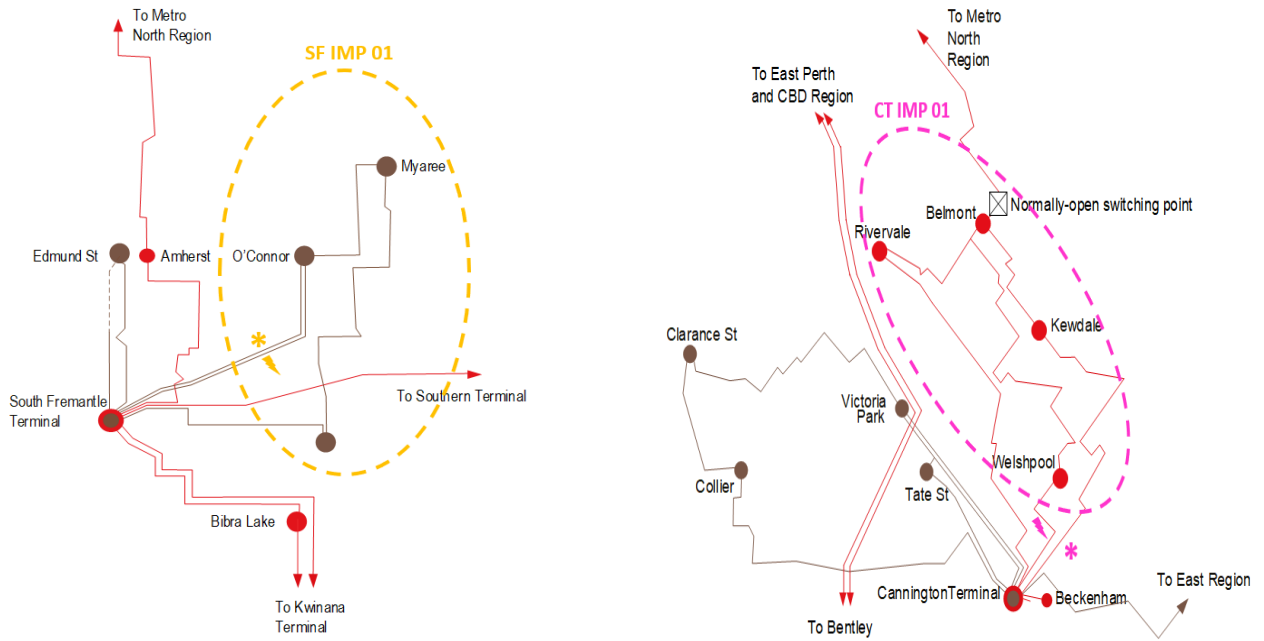 To Metro
North Region
SF IMP 01
Myaree
Edmund St
Amherst
O'Connor
*
To Southern Terminal
South Fremantle
Terminal
Bibra Lake
To Kwinana
Terminal
To Metro
North
Region
To East Perth
and CBD Region
CT IMP 01
Normally-open switching point
Belmont
Rivervale
Kewdale
Clarance St
Victoria
Park
Welshpool
Collier
Tate St
*
To East Region
CanningtonTerminal
Beckenham
To Bentley